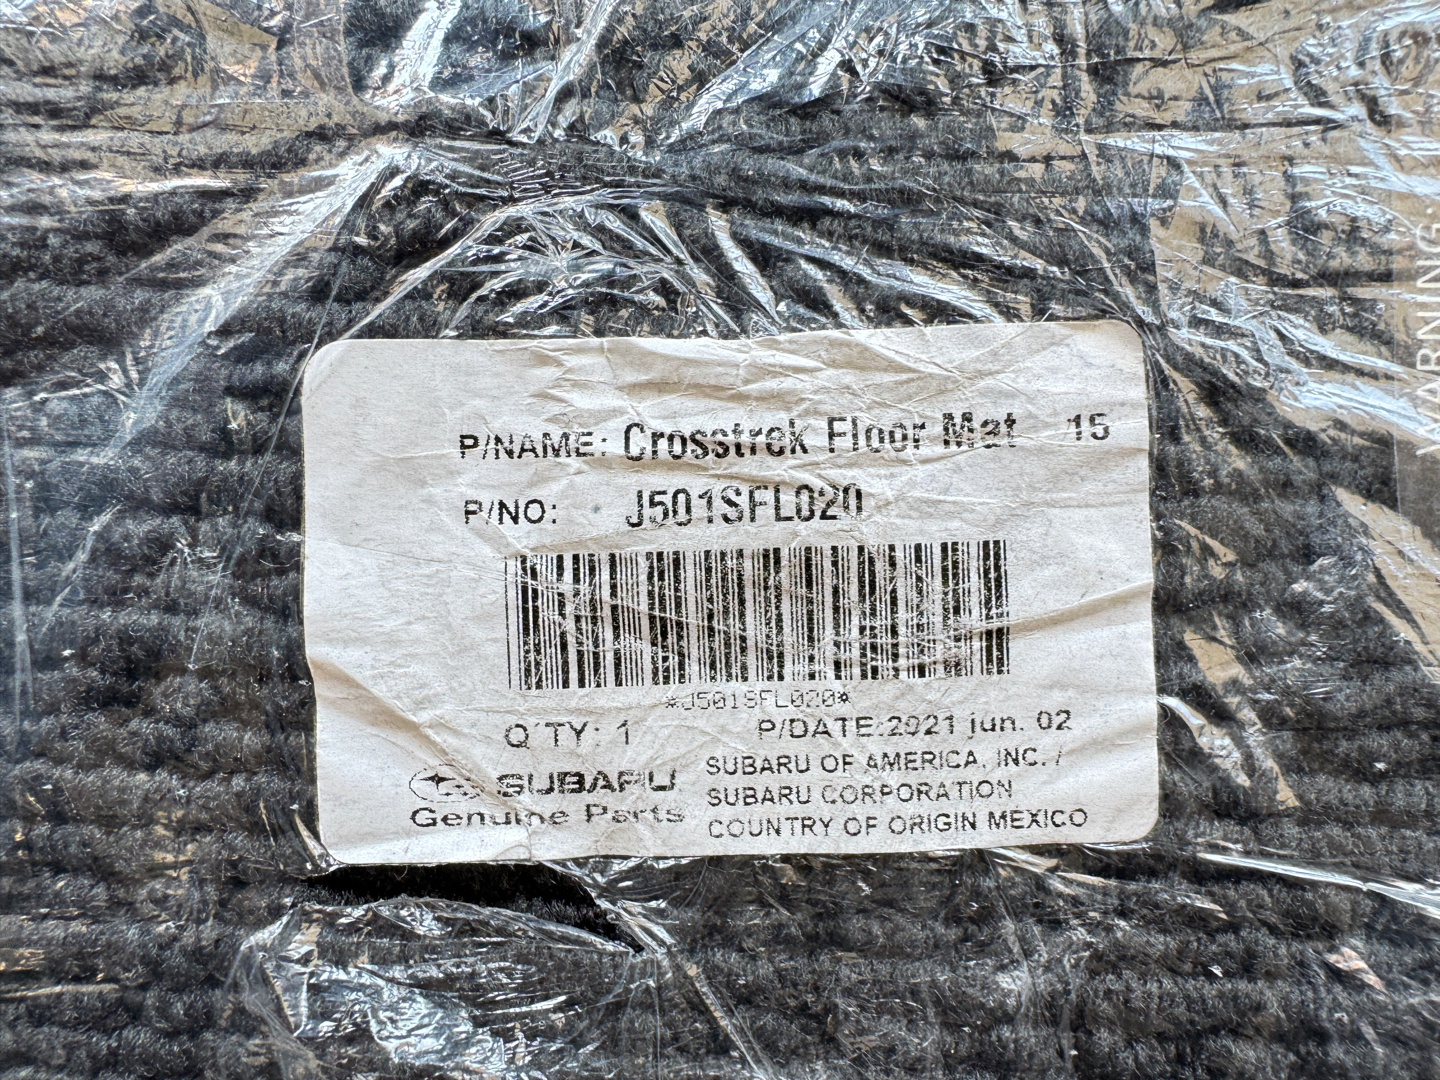 P/NAME: Crosstrek Floor Mat 15
P/NO: J501SFL020
*J501SFL020*
Q'TY: 1 P/DATE:2021 jun. 02
SUBARU
Genuine Parts
SUBARU OF AMERICA, INC. /
SUBARU CORPORATION
COUNTRY OF ORIGIN MEXICO
WARNING: